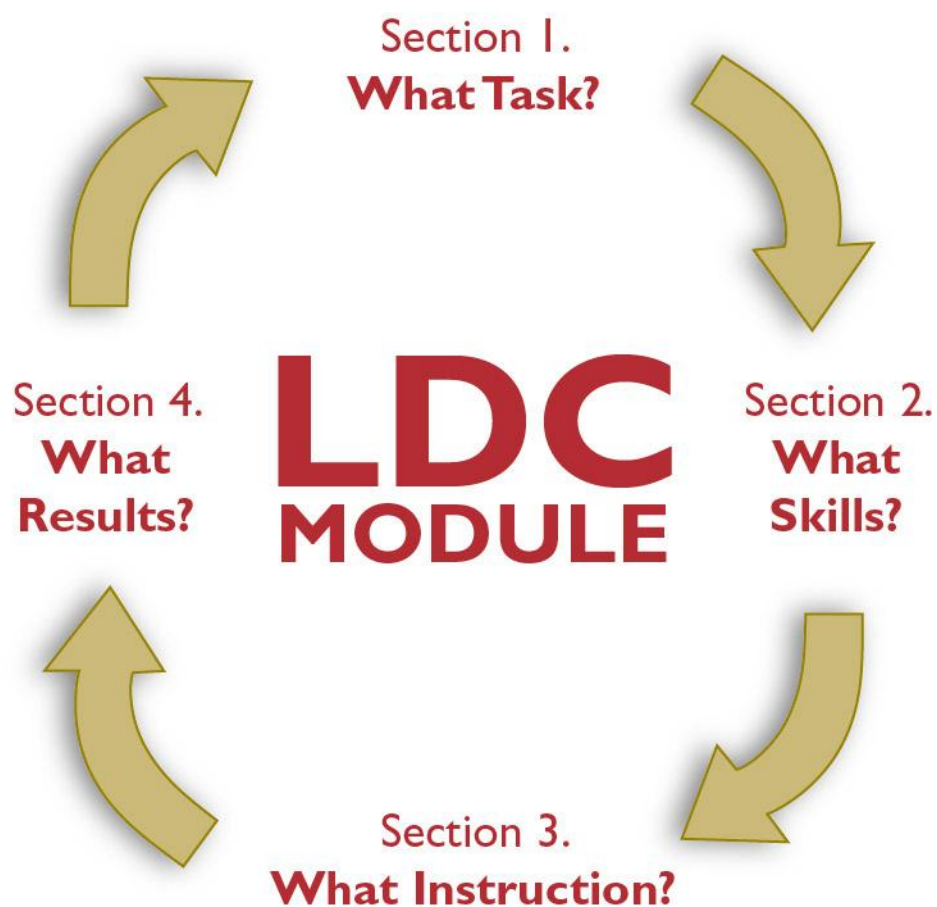 Section 1.
What Task?
Section 2.
What
Skills?
Section 3.
What Instruction?
Section 4.
What
Results?
LDC
MODULE